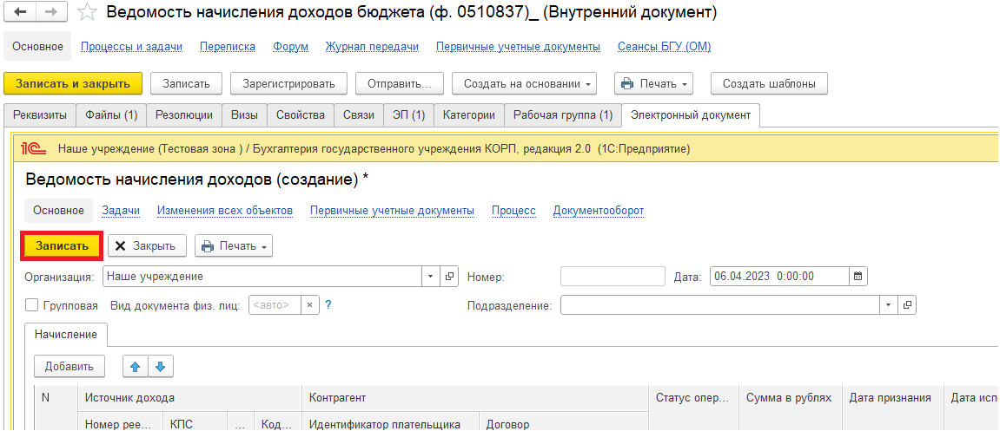 Ведомость начисления доходов бюджета (ф. 0510837)_ (Внутренний документ)
Основное Процессы и задачи Переписка Форум Журнал передачи Первичные учетные документы Сеансы БГУ (ОМ)
Записать и закрыть Записать Зарегистрировать Отправить... Создать на основании Печать Создать шаблоны
Реквизиты Файлы (1) Резолюции Визы Свойства Связи ЭП (1) Категории Рабочая группа (1) Электронный документ
1С Наше учреждение (Тестовая зона ) / Бухгалтерия государственного учреждения КОРП, редакция 2.0 (1С:Предприятие)
Ведомость начисления доходов (создание) *
Основное Задачи Изменения всех объектов Первичные учетные документы Процесс Документооборот
Записать Закрыть Печать
Организация: Наше учреждение Номер: Дата: 06.04.2023 0:00:00
Групповая Вид документа физ. лиц: <авто> × ? Подразделение:
Начисление
Добавить
N Источник дохода Контрагент Статус опер... Сумма в рублях Дата признания Дата испо
Номер рее... КПС ... Код... Идентификатор плательщика Договор